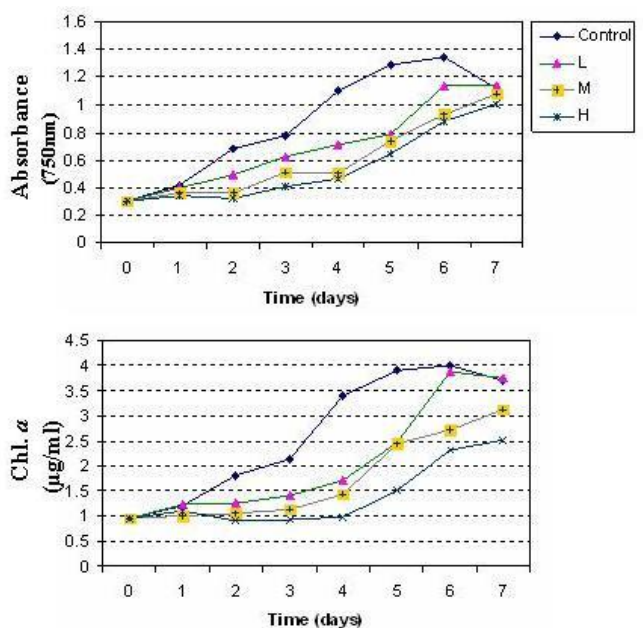 1.6
1.4
1.2
1
0.8
0.6
0.4
0.2
0
Absorbance
(750nm)
0 1 2 3 4 5 6 7
Time (days)
Control
L
M
H
4.5
4
3.5
3
2.5
2
1.5
1
0.5
0
Chl. a
(µg/ml)
0 1 2 3 4 5 6 7
Time (days)